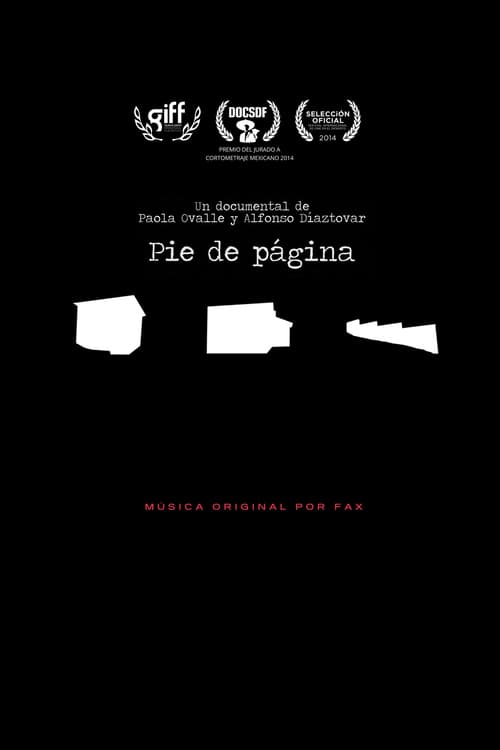 giff
DOCSDF
SELECCIÓN
OFICIAL
2014
PREMIO DEL JURADO A
CORTOMETRAJE MEXICANO 2014
Un documental de
Paola Ovalle y Alfonso Díaztovar
Pie de página
MÚSICA ORIGINAL POR FAX